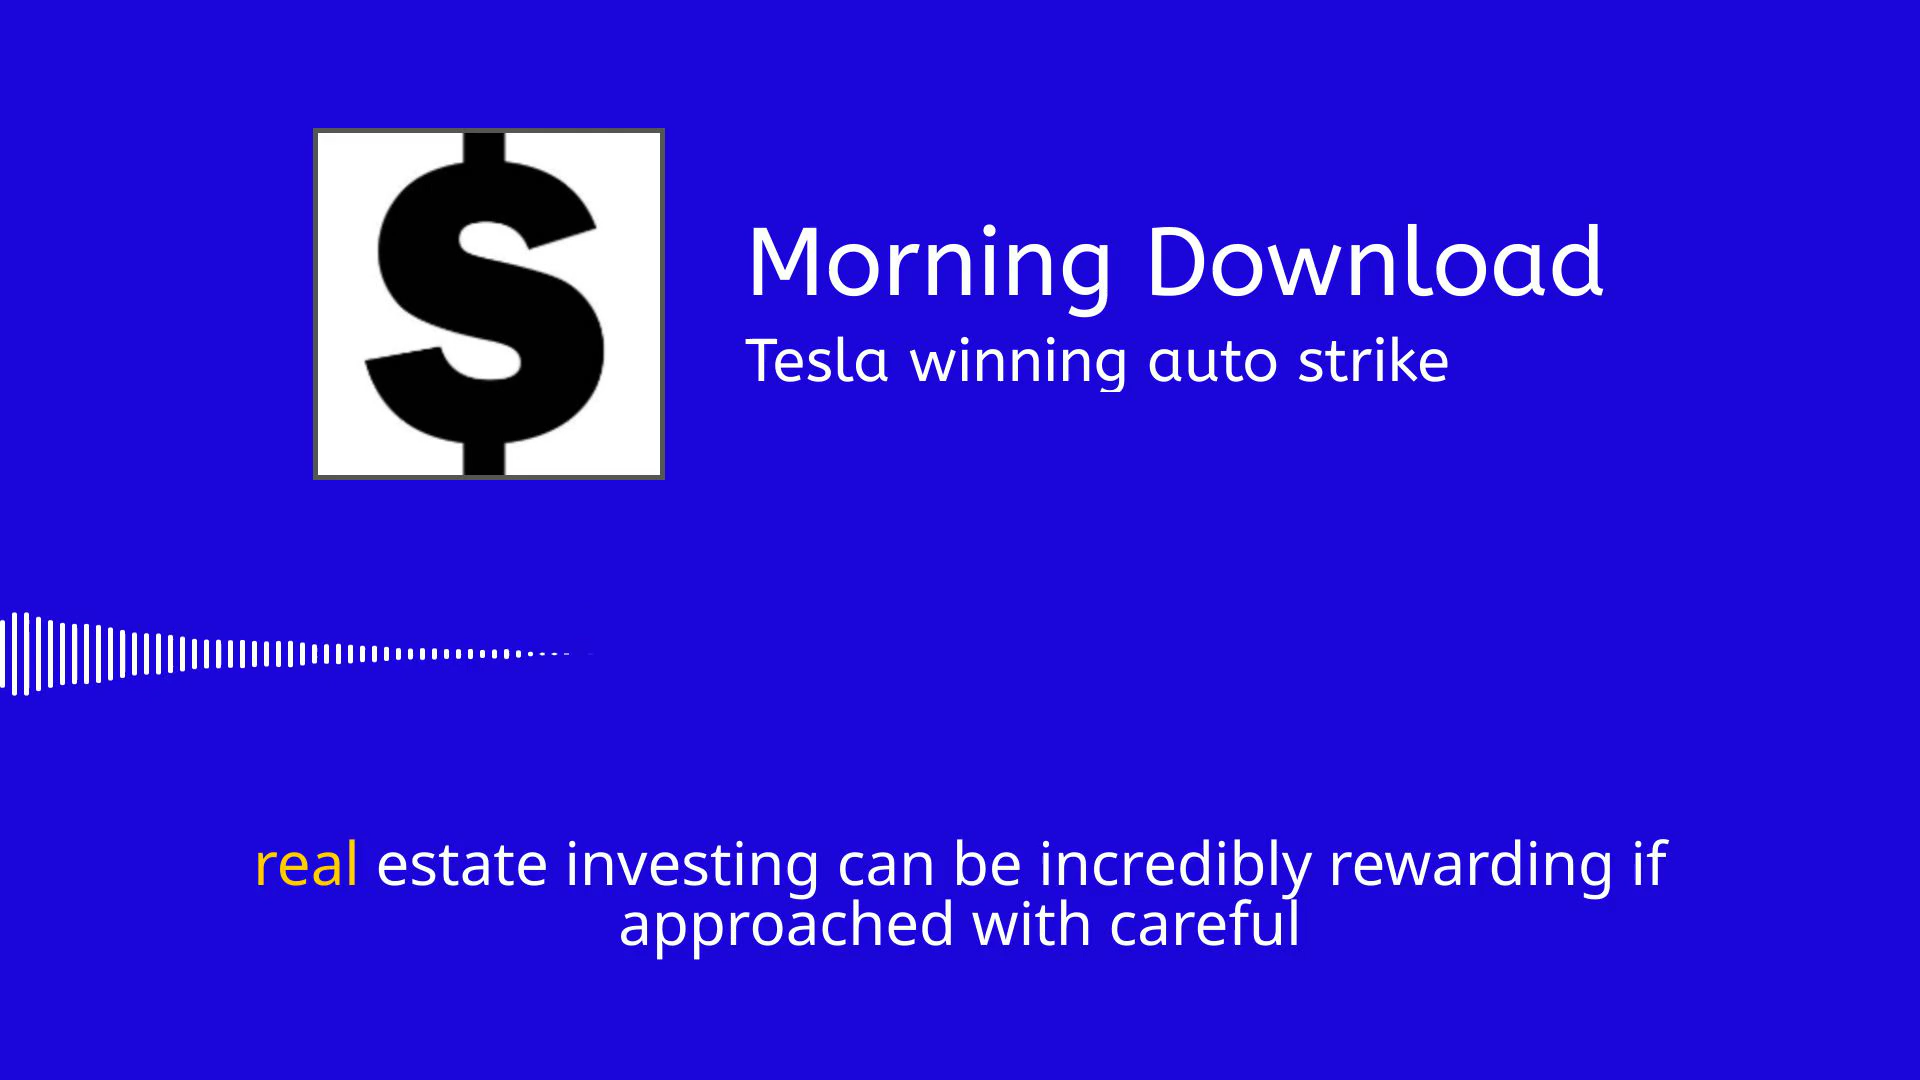 $
Morning Download
Tesla winning auto strike
real estate investing can be incredibly rewarding if
approached with careful